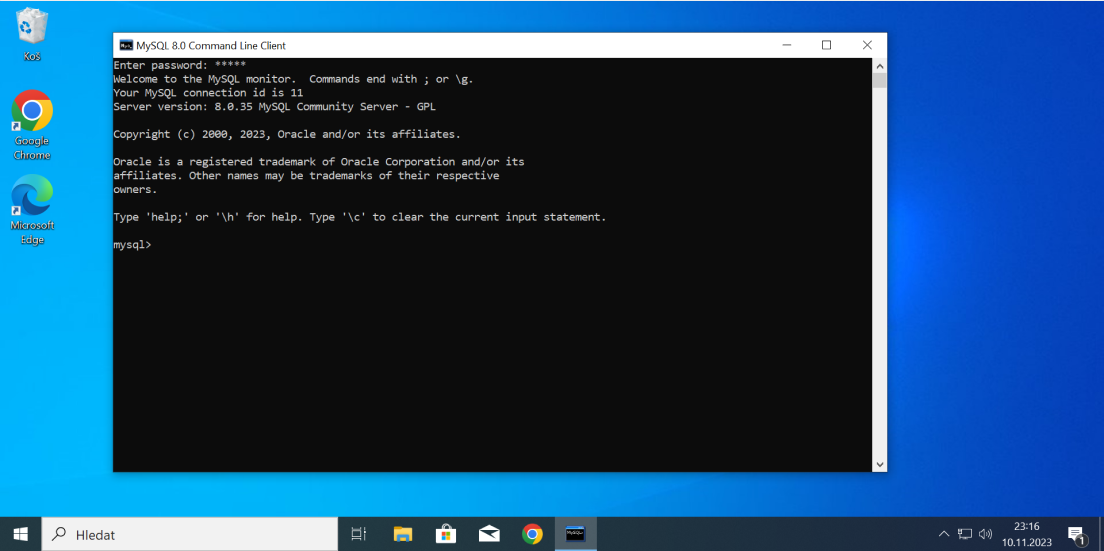 Koš
Google
Chrome
Microsoft
Edge
MySQL 8.0 Command Line Client
Enter password: *****
Welcome to the MySQL monitor.  Commands end with ; or \g.
Your MySQL connection id is 11
Server version: 8.0.35 MySQL Community Server - GPL
Copyright (c) 2000, 2023, Oracle and/or its affiliates.
Oracle is a registered trademark of Oracle Corporation and/or its
affiliates. Other names may be trademarks of their respective
owners.
Type 'help;' or '\h' for help. Type '\c' to clear the current input statement.
mysql>
Hledat
23:16
10.11.2023
1